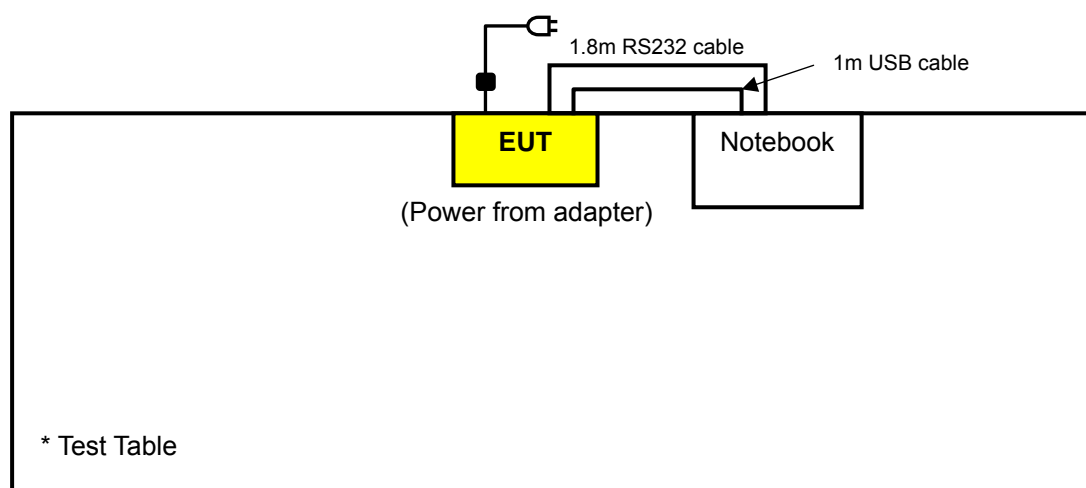 1.8m RS232 cable
1m USB cable
EUT
Notebook
(Power from adapter)
* Test Table